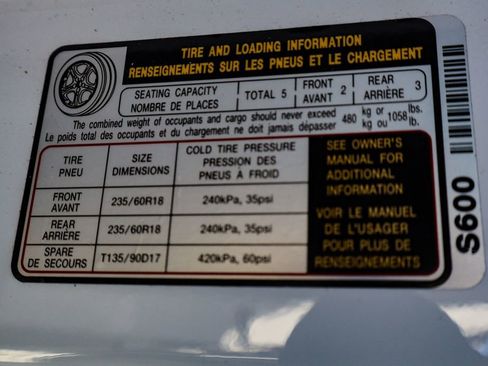 TIRE AND LOADING INFORMATION
RENSEIGNEMENTS SUR LES PNEUS ET LE CHARGEMENT
SEATING CAPACITY
NOMBRE DE PLACES
TOTAL 5
FRONT
AVANT 2
REAR
ARRIÈRE 3
The combined weight of occupants and cargo should never exceed
Le poids total des occupants et du chargement ne doit jamais dépasser
480 kg or 1058 lbs.
kg ou lb.
TIRE
PNEU
SIZE
DIMENSIONS
COLD TIRE PRESSURE
PRESSION DES
PNEUS À FROID
SEE OWNER'S
MANUAL FOR
ADDITIONAL
INFORMATION
FRONT
AVANT
235/60R18
240kPa, 35psi
REAR
ARRIÈRE
235/60R18
240kPa, 35psi
SPARE
DE SECOURS
T135/90D17
420kPa, 60psi
VOIR LE MANUEL
DE L'USAGER
POUR PLUS DE
RENSEIGNEMENTS
S600